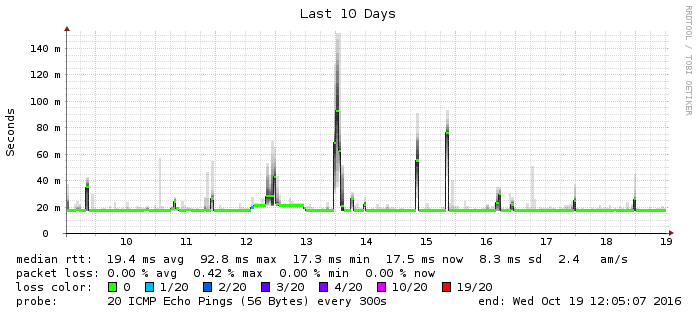 Last 10 Days
RRDTOOL / TOBI OETIKER
Seconds
140 m
120 m
100 m
80 m
60 m
40 m
20 m
0
10 11 12 13 14 15 16 17 18 19
median rtt: 19.4 ms avg 92.8 ms max 17.3 ms min 17.5 ms now 8.3 ms sd 2.4 am/s
packet loss: 0.00 % avg 0.42 % max 0.00 % min 0.00 % now
loss color: 0 1/20 2/20 3/20 4/20 10/20 19/20
probe: 20 ICMP Echo Pings (56 Bytes) every 300s end: Wed Oct 19 12:05:07 2016